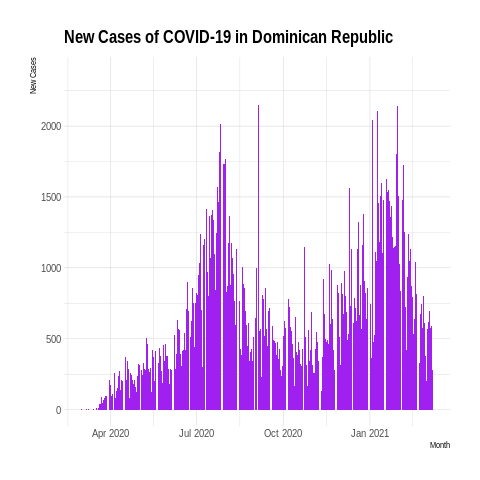 New Cases of COVID-19 in Dominican Republic
New Cases
2000
1500
1000
500
0
Apr 2020 Jul 2020 Oct 2020 Jan 2021
Month